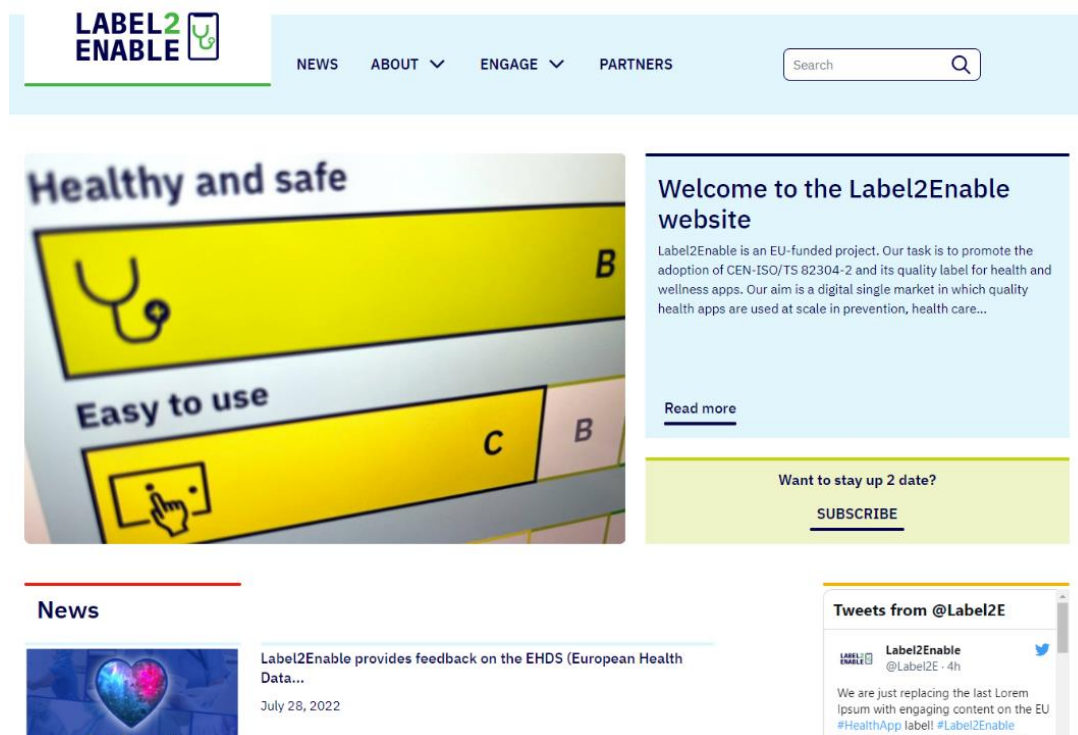 LABEL2
ENABLE
NEWS
ABOUT
ENGAGE
PARTNERS
Search
Healthy and safe
B
Easy to use
C
B
Welcome to the Label2Enable
website
Label2Enable is an EU-funded project. Our task is to promote the
adoption of CEN-ISO/TS 82304-2 and its quality label for health and
wellness apps. Our aim is a digital single market in which quality
health apps are used at scale in prevention, health care...
Read more
Want to stay up 2 date?
SUBSCRIBE
News
Label2Enable provides feedback on the EHDS (European Health
Data...
July 28, 2022
Tweets from @Label2E
LABEL2
ENABLE
Label2Enable
@Label2E · 4h
We are just replacing the last Lorem
Ipsum with engaging content on the EU
#HealthApp label! #Label2Enable